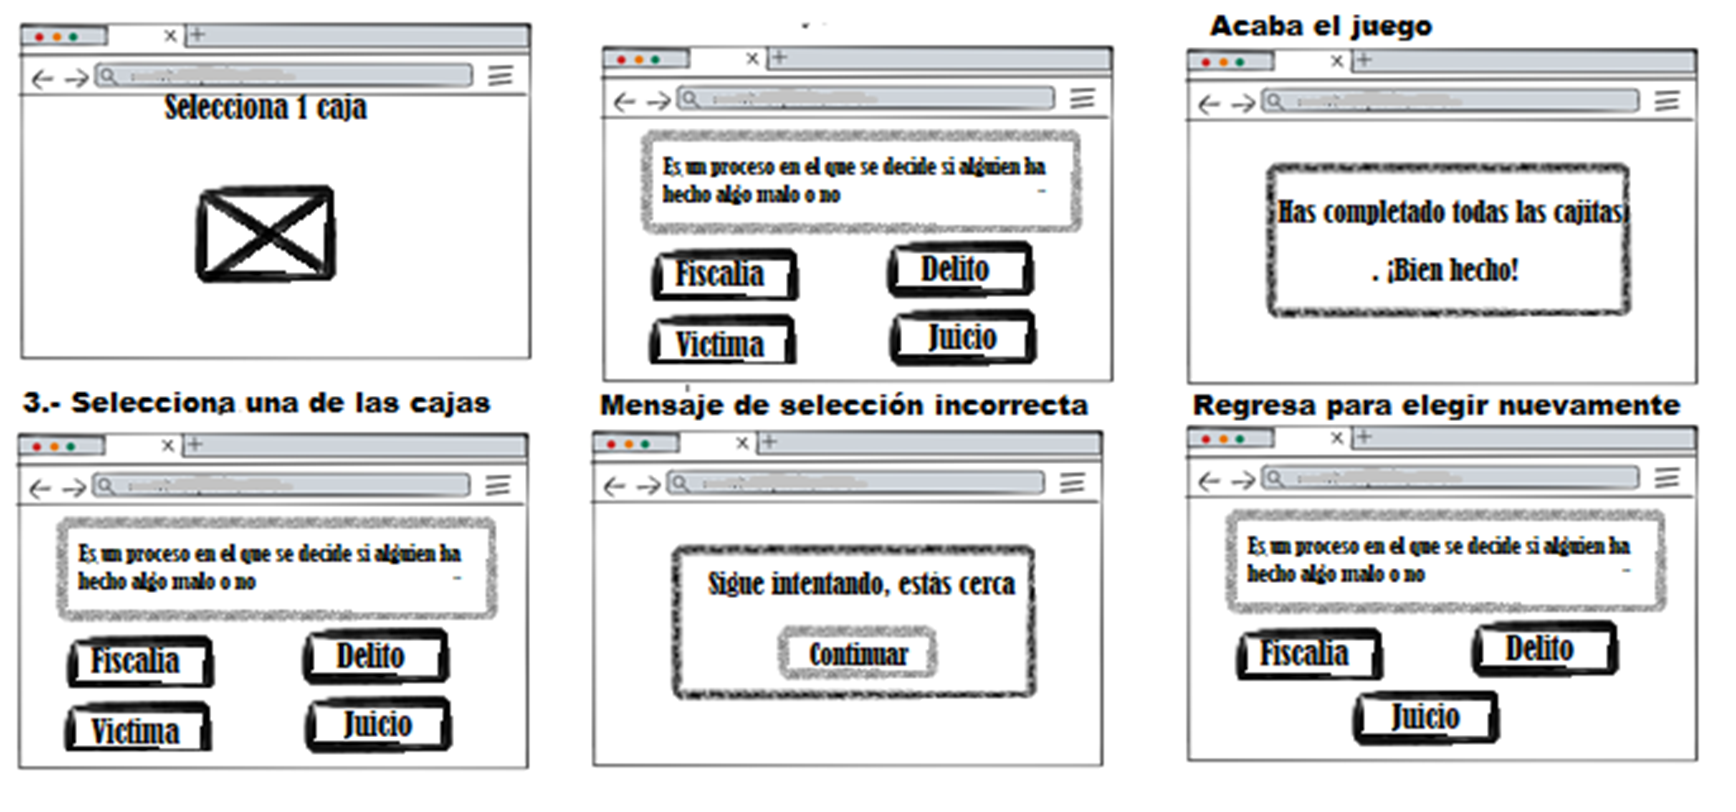 Selecciona 1 caja
Es un proceso en el que se decide si alguien ha
hecho algo malo o no
Fiscalia
Delito
Victima
Juicio
Acaba el juego
Has completado todas las cajitas
. ¡Bien hecho!
3.- Selecciona una de las cajas
Es un proceso en el que se decide si alguien ha
hecho algo malo o no
Fiscalia
Delito
Victima
Juicio
Mensaje de selección incorrecta
Sigue intentando, estás cerca
Continuar
Regresa para elegir nuevamente
Es un proceso en el que se decide si alguien ha
hecho algo malo o no
Fiscalia
Delito
Juicio